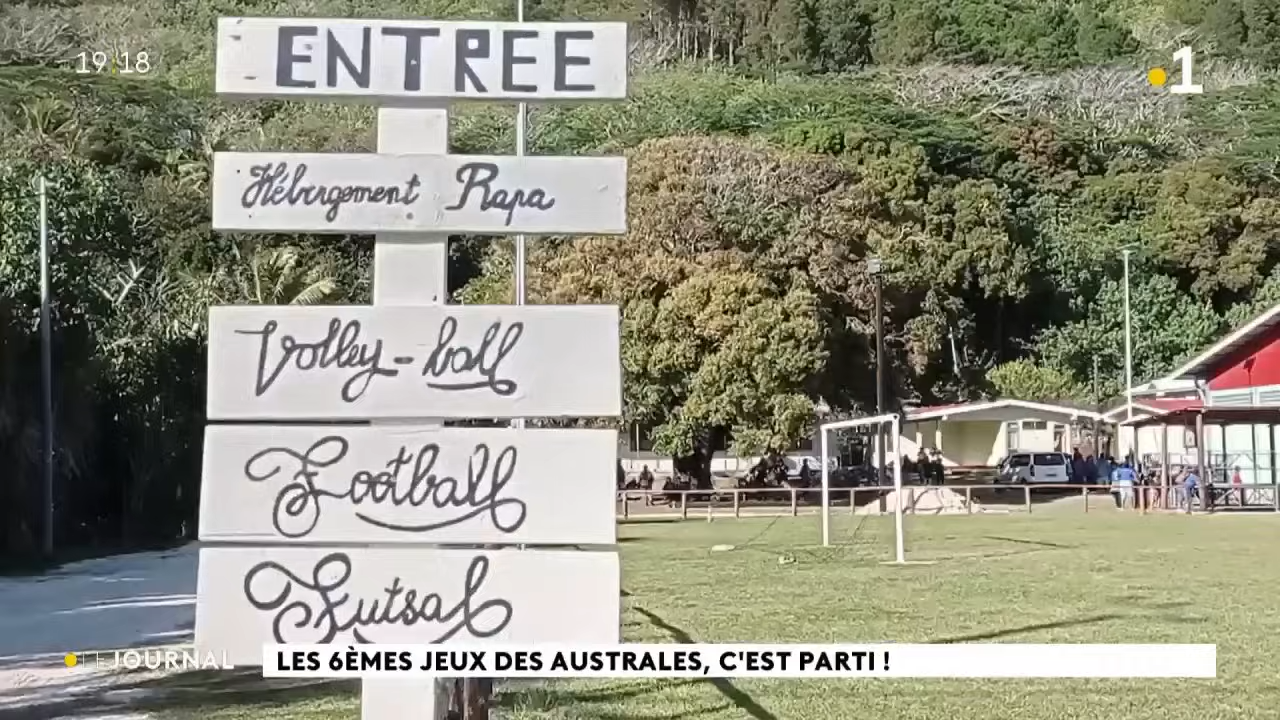 ENTREE
19:18
1
Hébergement Rapa
Volley-ball
Football
Futsal
LE JOURNAL
LES 6ÈMES JEUX DES AUSTRALES, C'EST PARTI !